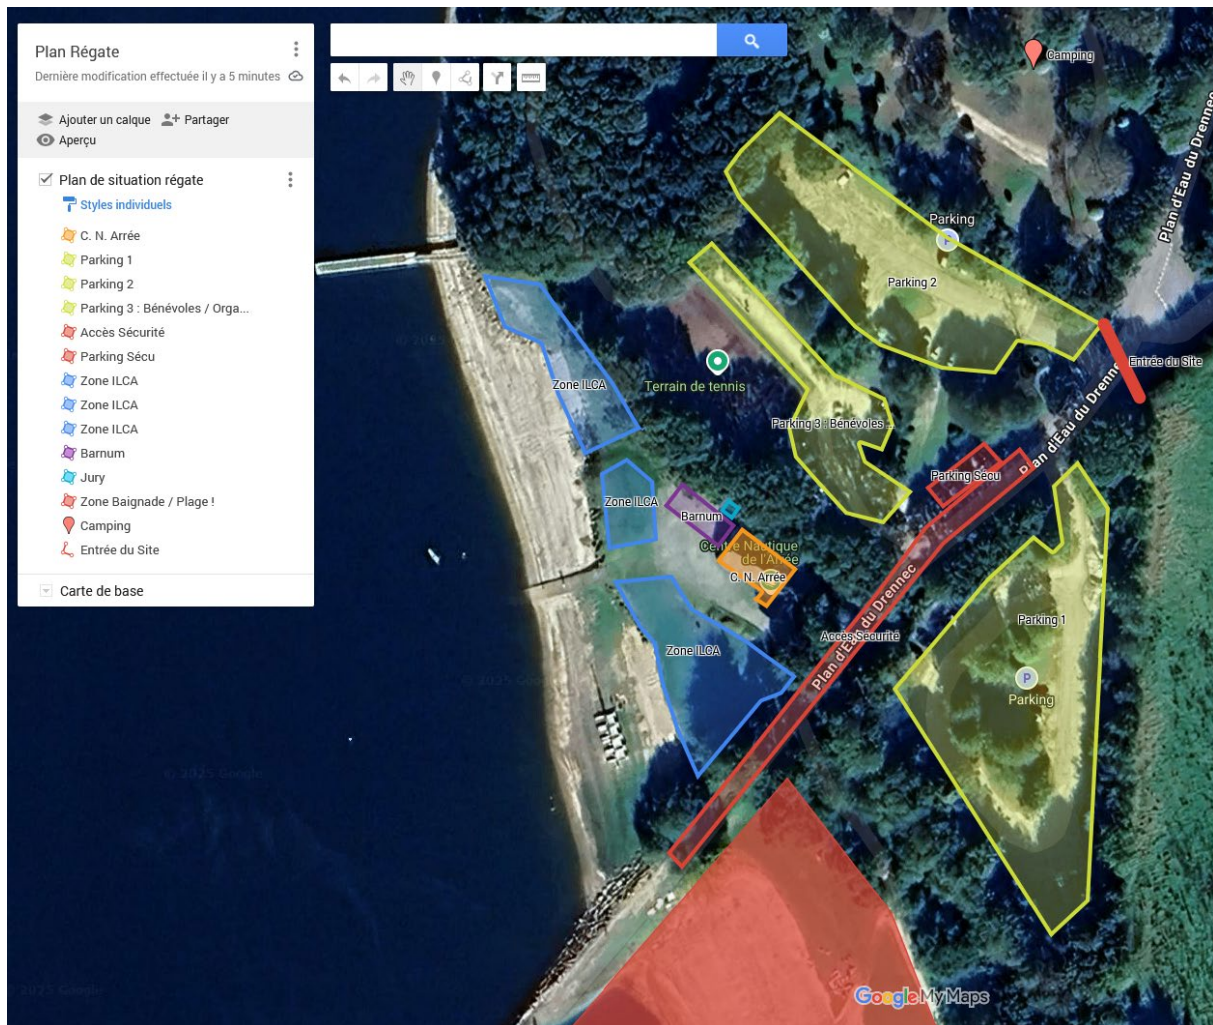 Plan Régate
Dernière modification effectuée il y a 5 minutes
Ajouter un calque
Partager
Aperçu
Plan de situation régate
Styles individuels
C. N. Arrée
Parking 1
Parking 2
Parking 3 : Bénévoles / Orga...
Accès Sécurité
Parking Sécu
Zone ILCA
Zone ILCA
Zone ILCA
Barnum
Jury
Zone Baignade / Plage !
Camping
Entrée du Site
Carte de base
Camping
Plan d'Eau du Drennec
Parking
P
Parking 2
Entrée du Site
Terrain de tennis
Zone ILCA
Parking 3 : Bénévoles ...
Plan d'Eau du Drennec
Parking Sécu
Zone ILCA
Barnum
Centre Nautique
de l'Arrée
C. N. Arrée
Parking 1
Accès Sécurité
Plan d'Eau du Drennec
Zone ILCA
P
Parking
© 2025 Google
Google My Maps